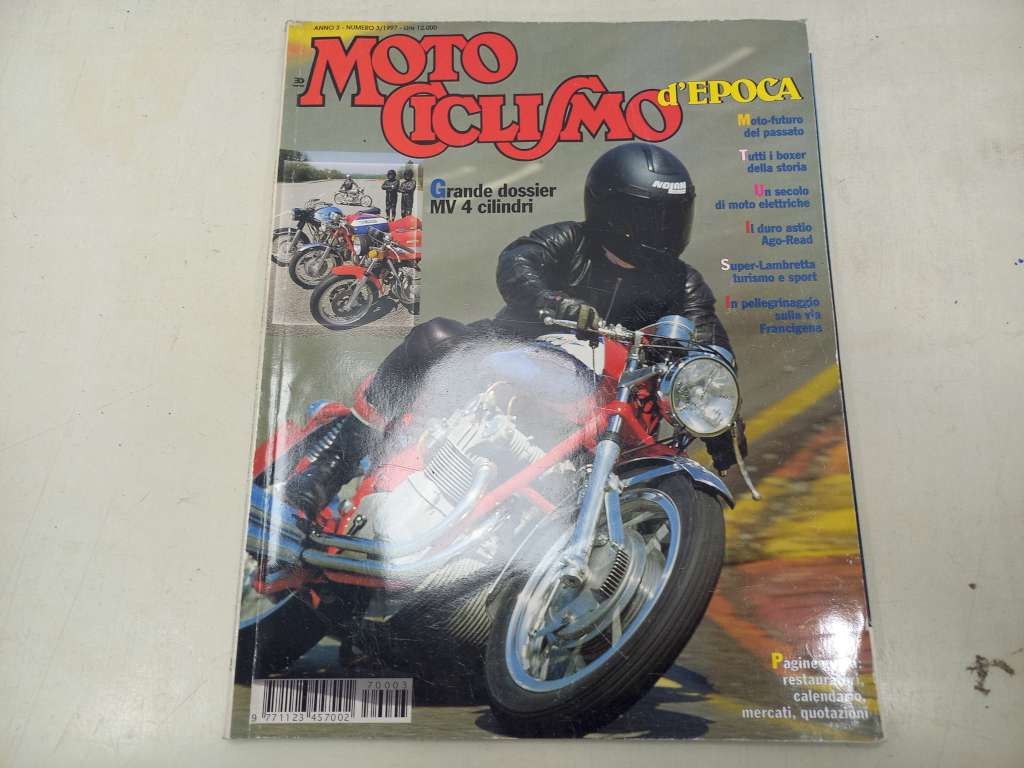 ANNO 3 - NUMERO 3/1997 - LIN 12.000
MOTO
CICLISMO
d'EPOCA
Moto-futuro
del passato
Tutti i boxer
della storia
Un secolo
di moto elettriche
Il duro astio
Ago-Read
Super-Lambretta
turismo e sport
In pellegrinaggio
sulla via
Francigena
Grande dossier
MV 4 cilindri
NOLAN
restauratori,
calendario,
mercati, quotazioni
70003
9 771123 457002